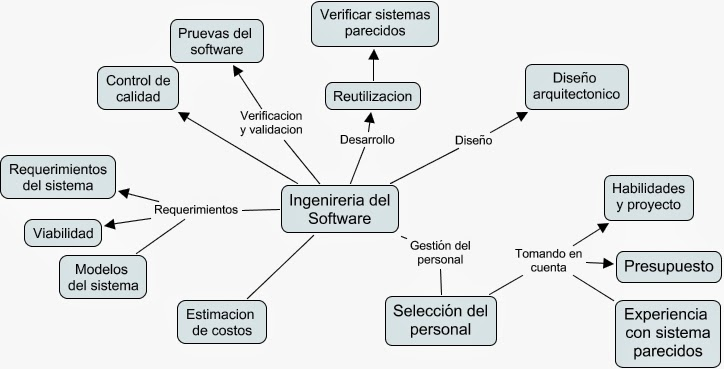 Verificar sistemas
parecidos
Pruevas del
software
Control de
calidad
Reutilizacion
Diseño
arquitectonico
Verificacion
y validacion
Desarrollo
Diseño
Requerimientos
del sistema
Viabilidad
Modelos
del sistema
Requerimientos
Ingenireria del
Software
Habilidades
y proyecto
Gestión del
personal
Tomando en
cuenta
Presupuesto
Estimacion
de costos
Selección del
personal
Experiencia
con sistema
parecidos